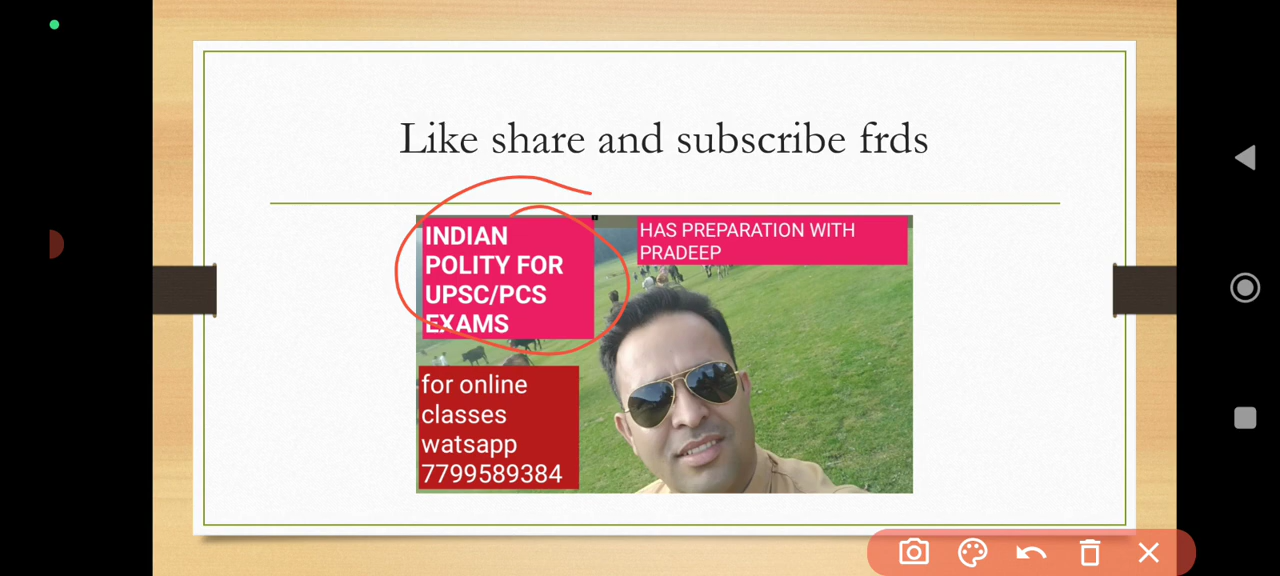 Like share and subscribe frds
INDIAN
POLITY FOR
UPSC/PCS
EXAMS
HAS PREPARATION WITH
PRADEEP
for online
classes
watsapp
7799589384